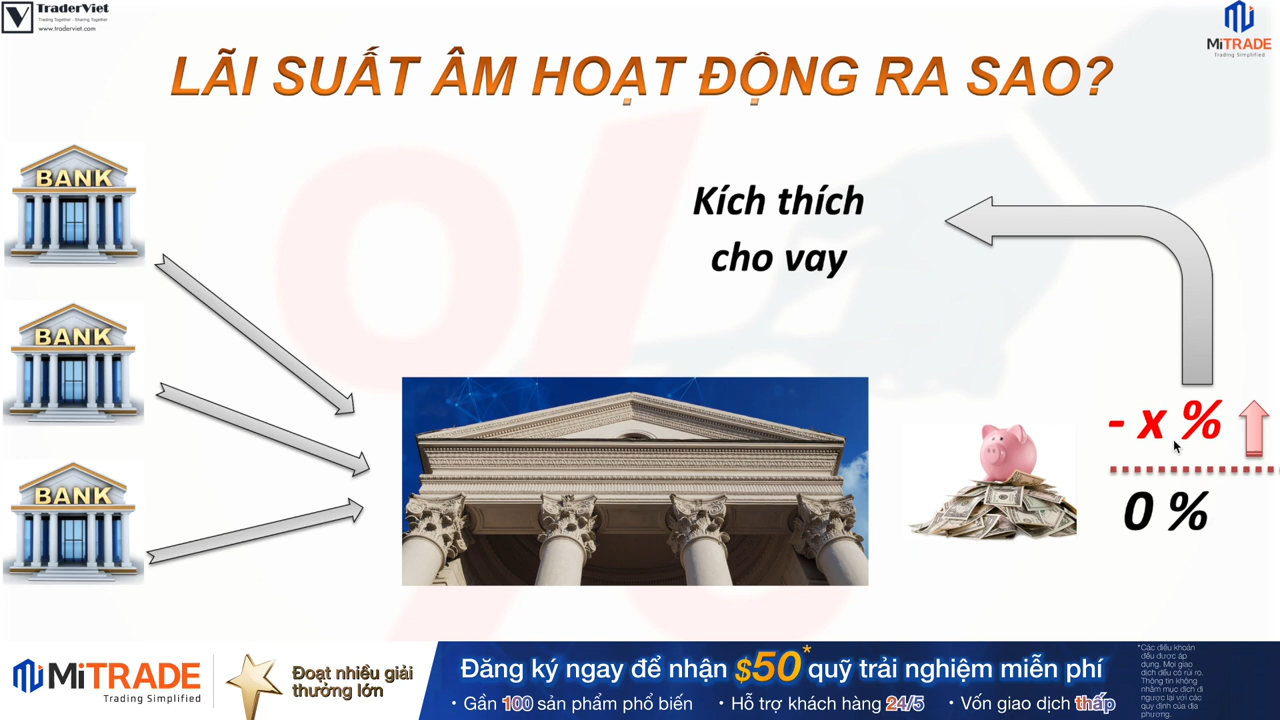 TraderViet
Trading Together - Sharing Together
www.traderviet.com
MiTRADE
Trading Simplified
LÃI SUẤT ÂM HOẠT ĐỘNG RA SAO?
BANK
Kích thích
cho vay
BANK
- x %
BANK
0 %
MiTRADE
Trading Simplified
Đoạt nhiều giải
thưởng lớn
Đăng ký ngay để nhận $50* quỹ trải nghiệm miễn phí
• Gần 100 sản phẩm phổ biến • Hỗ trợ khách hàng 24/5 • Vốn giao dịch thấp
*Các điều khoản
đều được áp
dụng. Mọi giao
dịch đều có rủi ro.
Thông tin không
nhằm mục đích đi
ngược lại với các
quy định của địa
phương.